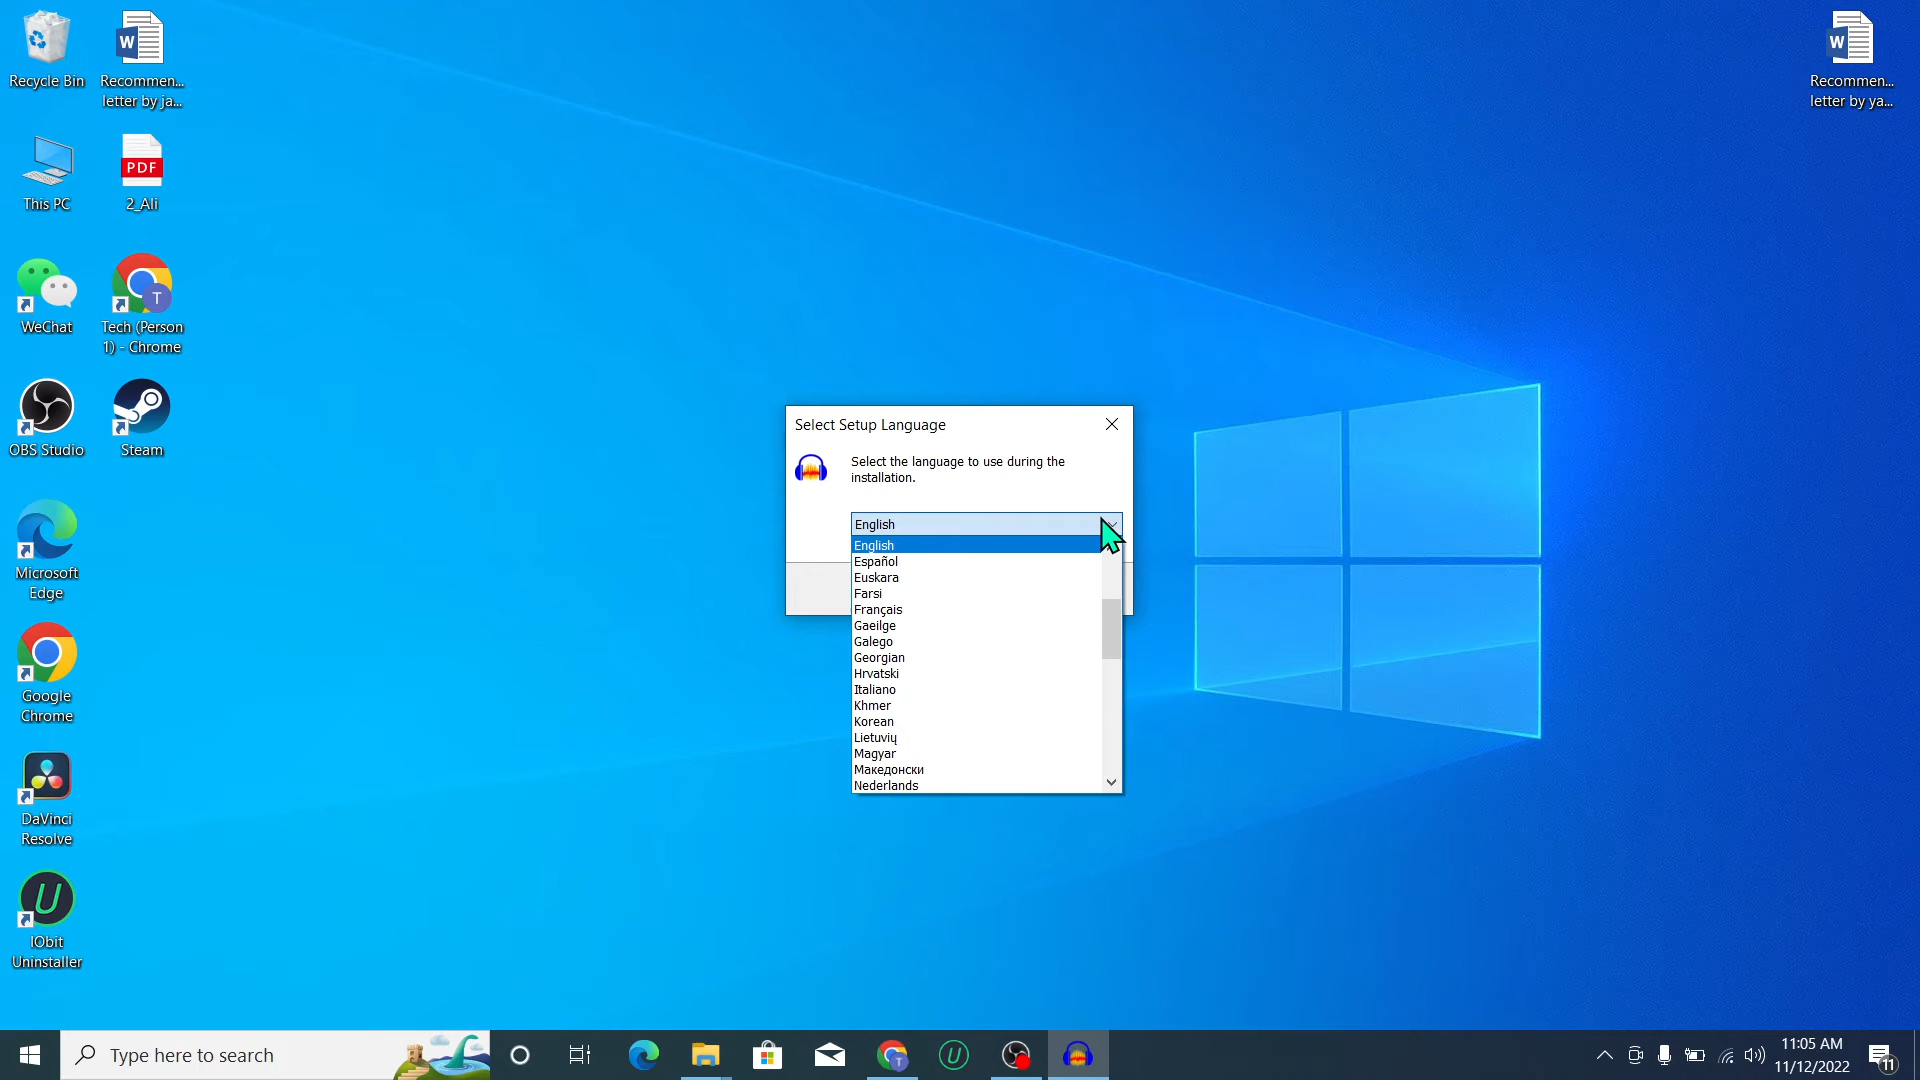 Recycle Bin
Recommen...
letter by ja...
Recommen...
letter by ya...
This PC
PDF
2_Ali
WeChat
T
Tech (Person
1) - Chrome
OBS Studio
Steam
Microsoft
Edge
Google
Chrome
DaVinci
Resolve
IObit
Uninstaller
Select Setup Language
Select the language to use during the
installation.
English
English
Español
Euskara
Farsi
Français
Gaeilge
Galego
Georgian
Hrvatski
Italiano
Khmer
Korean
Lietuvių
Magyar
Македонски
Nederlands
Type here to search
11:05 AM
11/12/2022
11